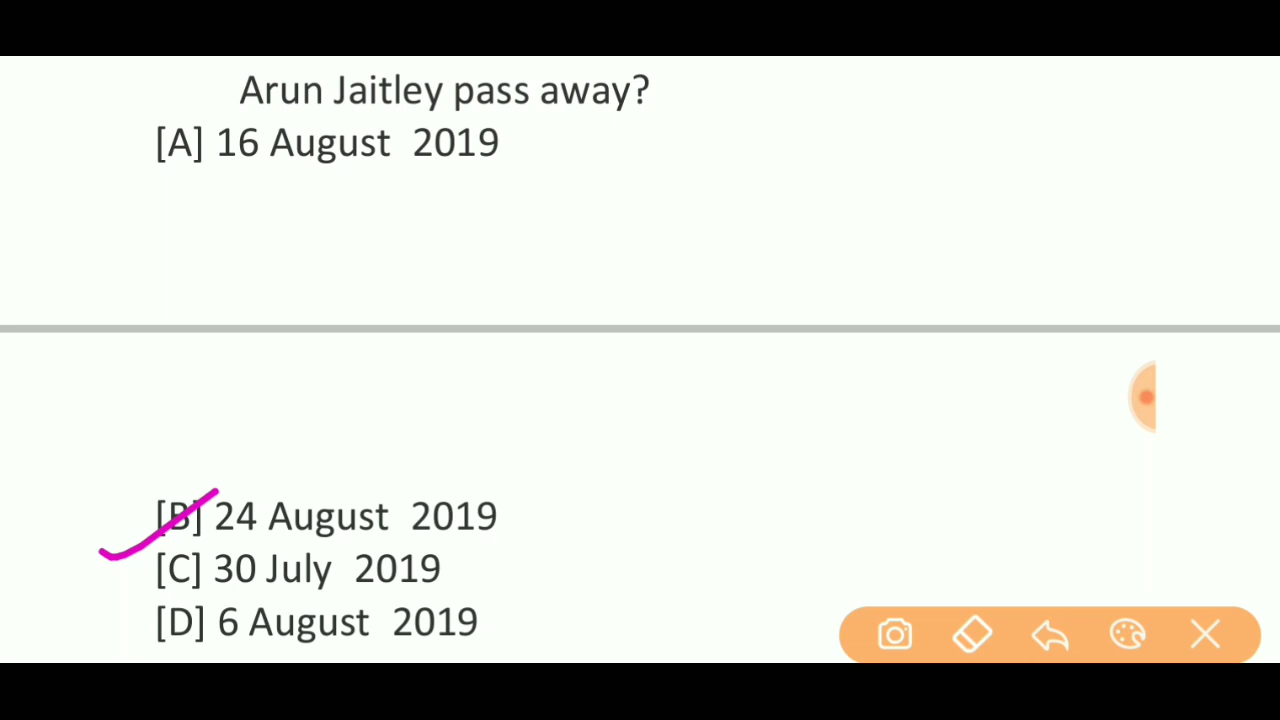 Arun Jaitley pass away?
[A] 16 August 2019
[B] 24 August 2019
[C] 30 July 2019
[D] 6 August 2019